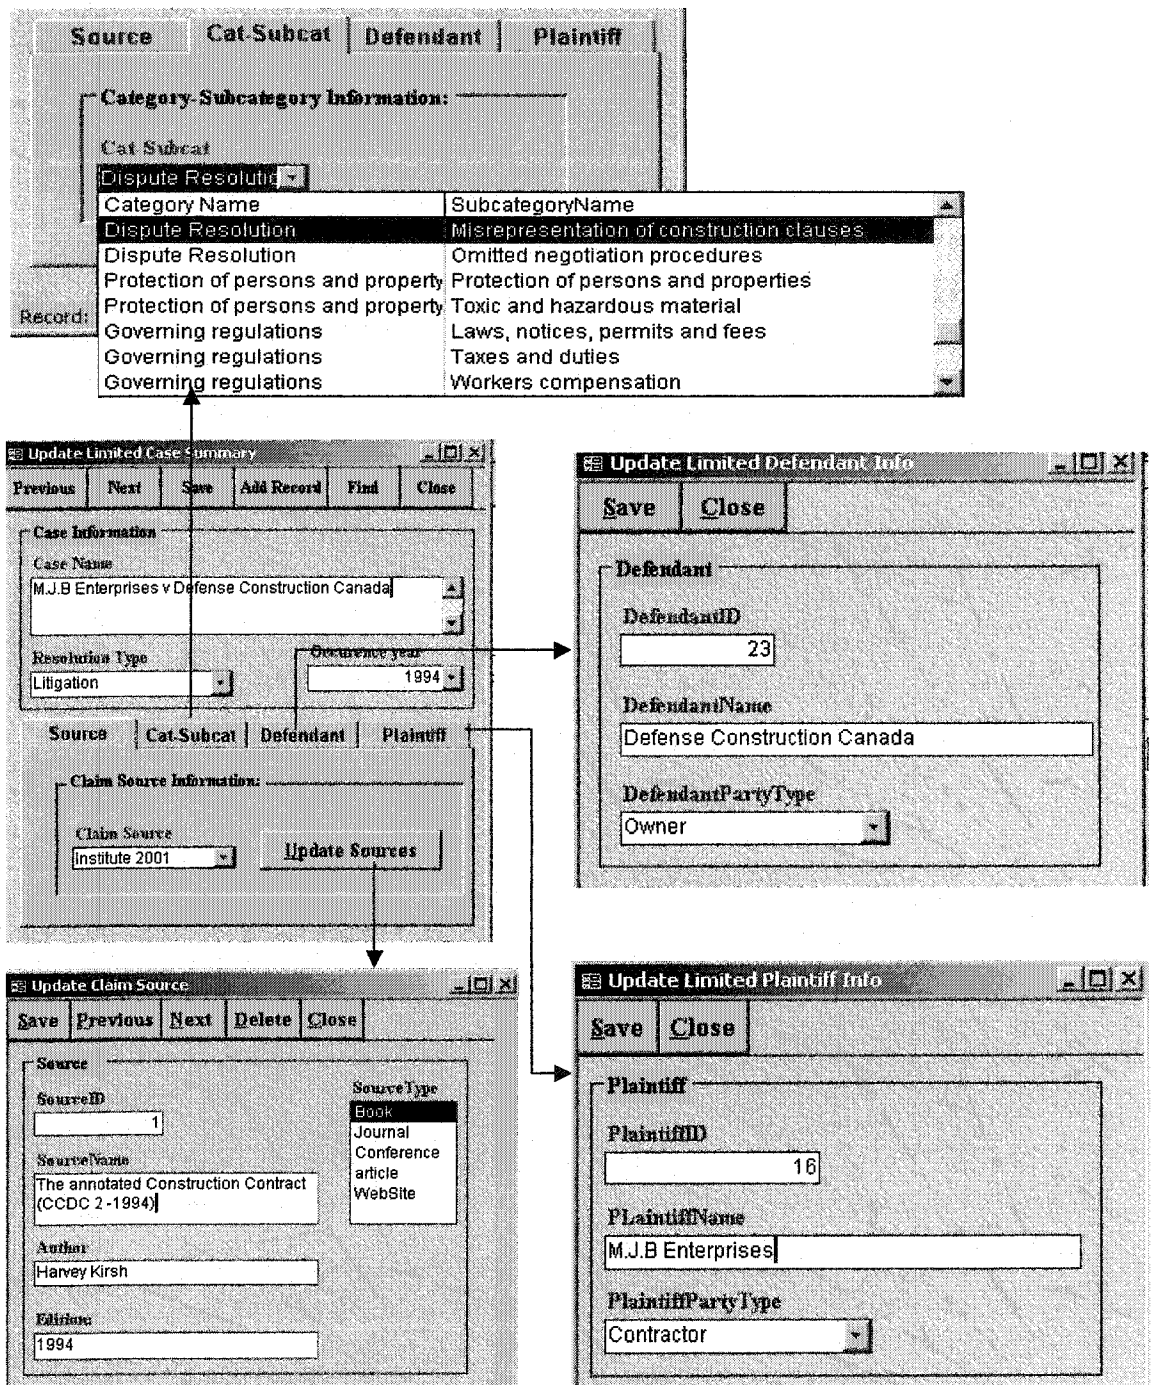 Source Cat-Subcat Defendant Plaintiff
Category-Subcategory Information:
Cat Subcat
Dispute Resolutio
Category Name SubcategoryName
Dispute Resolution Misrepresentation of construction clauses
Dispute Resolution Omitted negotiation procedures
Protection of persons and property Protection of persons and properties
Protection of persons and property Toxic and hazardous material
Governing regulations Laws, notices, permits and fees
Governing regulations Taxes and duties
Governing regulations Workers compensation
Record:
Update Limited Case Summary
Previous Next Save Add Record Find Close
Case Information
Case Name
M.J.B Enterprises v Defense Construction Canada
Resolution Type Occurence year
Litigation 1994
Source Cat-Subcat Defendant Plaintiff
Claim Source Information:
Claim Source
Institute 2001
Update Sources
Update Limited Defendant Info
Save Close
Defendant
DefendantID
23
DefendantName
Defense Construction Canada
DefendantPartyType
Owner
Update Claim Source
Save Previous Next Delete Close
Source
SourceID
1
SourceName
The annotated Construction Contract
(CCDC 2 -1994)
Author
Harvey Kirsh
Edition:
1994
SourceType
Book
Journal
Conference
article
WebSite
Update Limited Plaintiff Info
Save Close
Plaintiff
PlaintiffID
16
PLaintiffName
M.J.B Enterprises
PlaintiffPartyType
Contractor